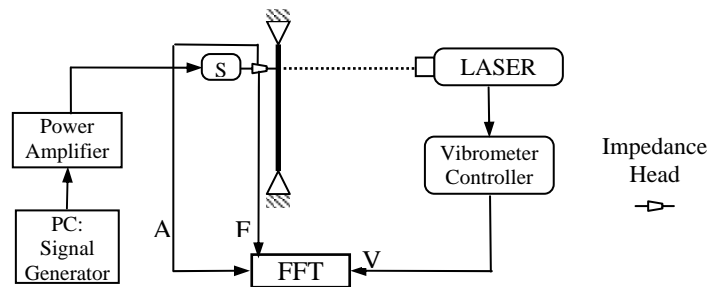 S
LASER
Power
Amplifier
Vibrometer
Controller
Impedance
Head
PC:
Signal
Generator
A
F
V
FFT